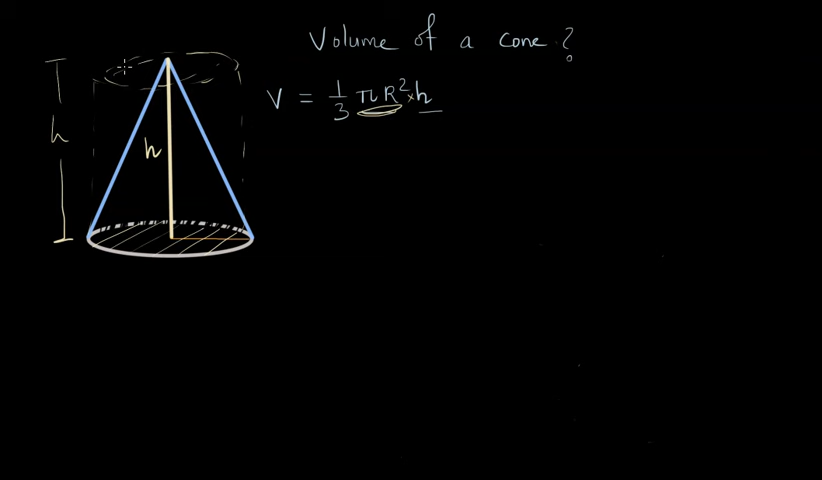 Volume of a cone ?
V = 1/3 πR² × h
h
h